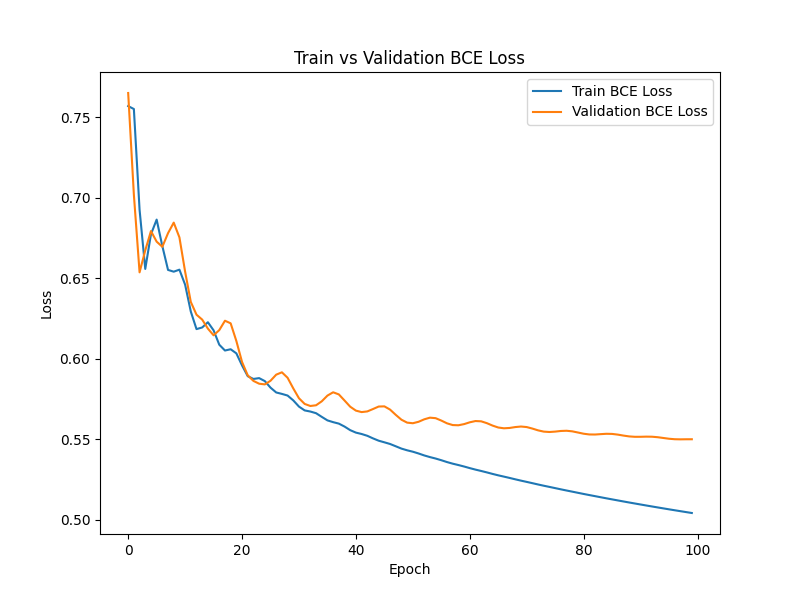 Train vs Validation BCE Loss
Train BCE Loss
Validation BCE Loss
0.75
0.70
0.65
0.60
0.55
0.50
Loss
0 20 40 60 80 100
Epoch